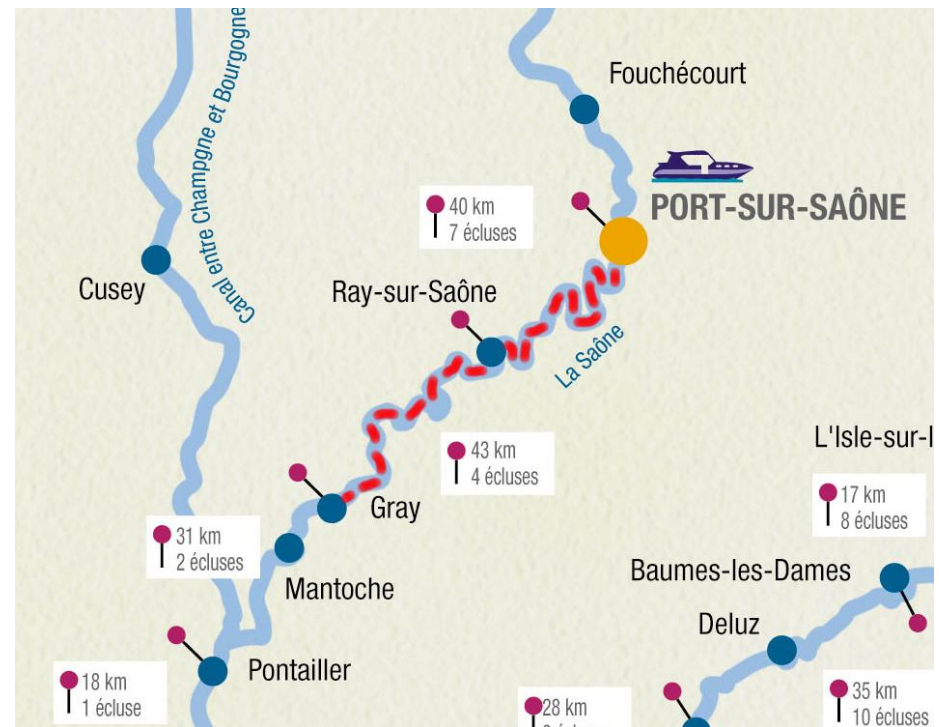 Canal entre Champgne et Bourgogne
Fouchécourt
PORT-SUR-SAÔNE
40 km
7 écluses
Cusey
Ray-sur-Saône
La Saône
43 km
4 écluses
L'Isle-sur-l
17 km
8 écluses
Gray
31 km
2 écluses
Mantoche
Baumes-les-Dames
Deluz
Pontailler
18 km
1 écluse
28 km
35 km
10 écluses